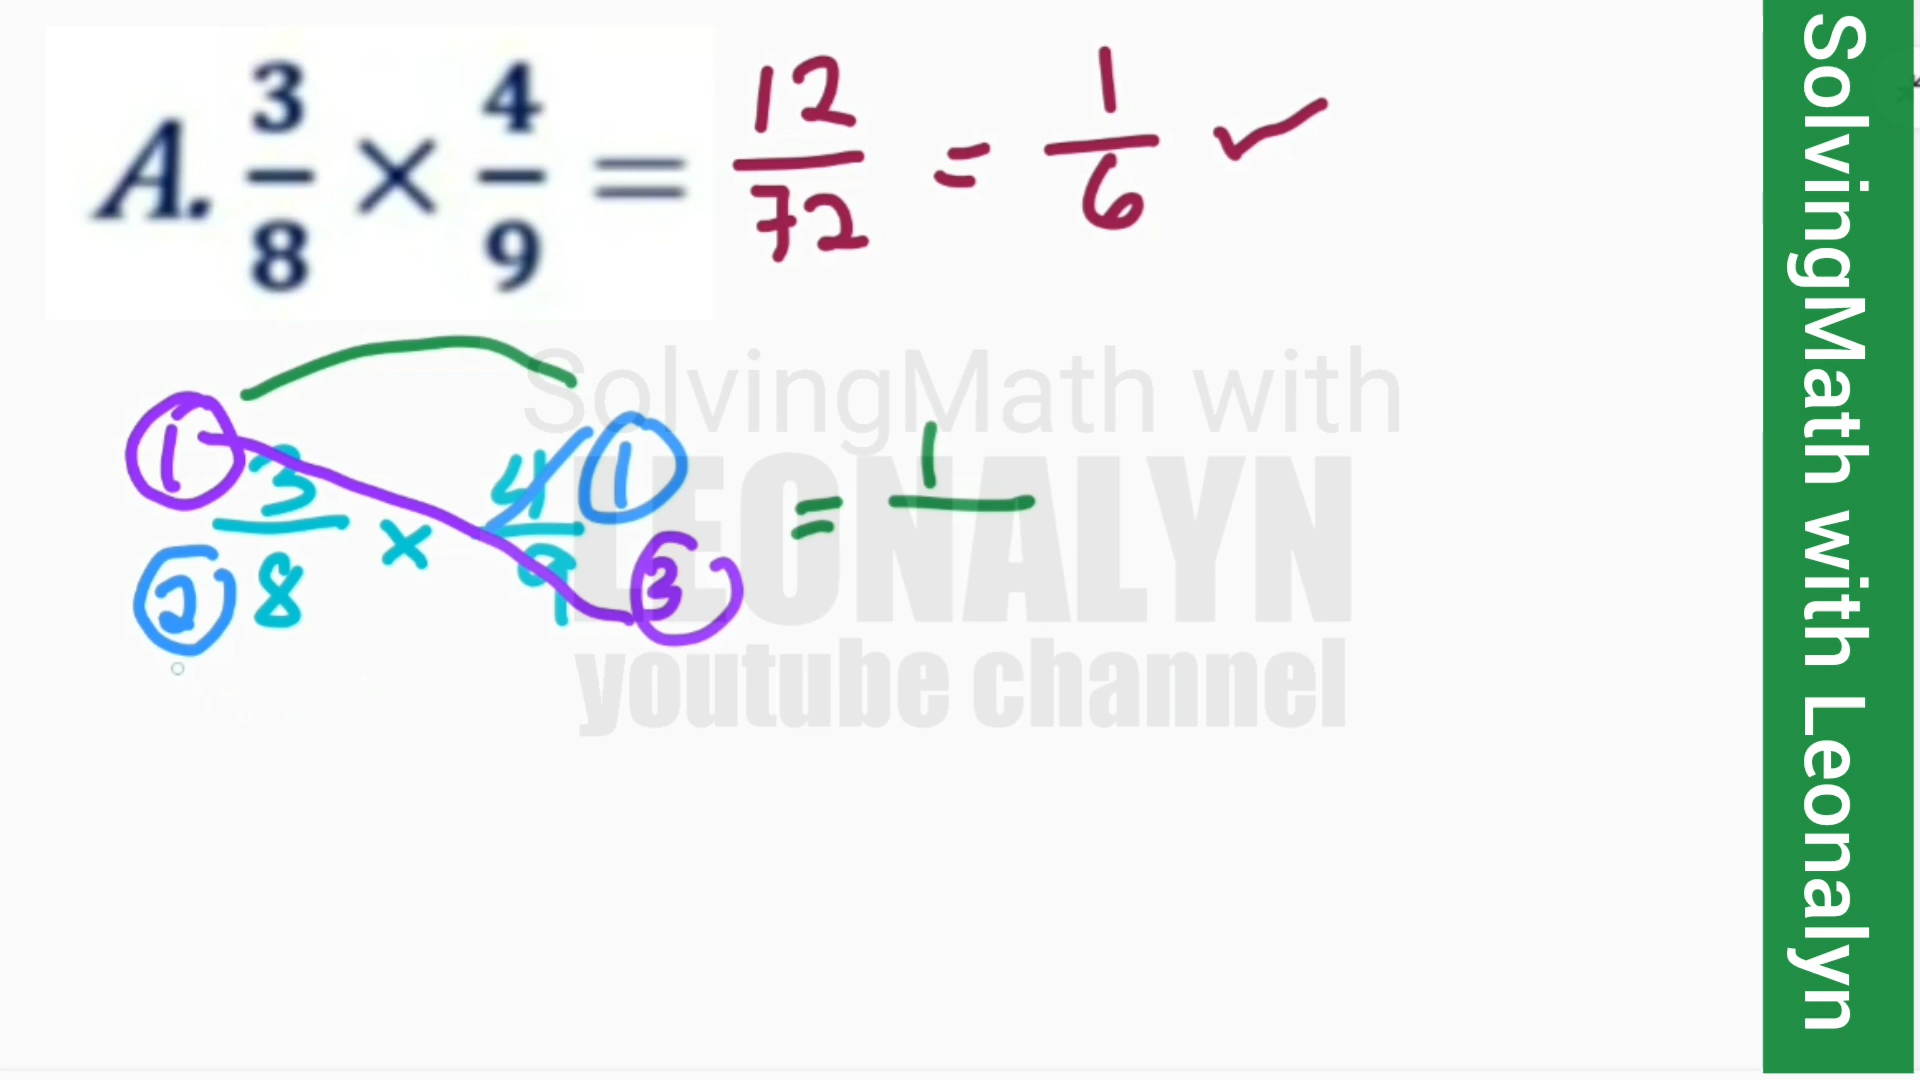 A. 3/8 × 4/9 = 12/72 = 1/6 ✓
1 3/8 2 × 4/9 1 3 = 1/
SolvingMath with
LEONALYN
youtube channel
SolvingMath with Leonalyn